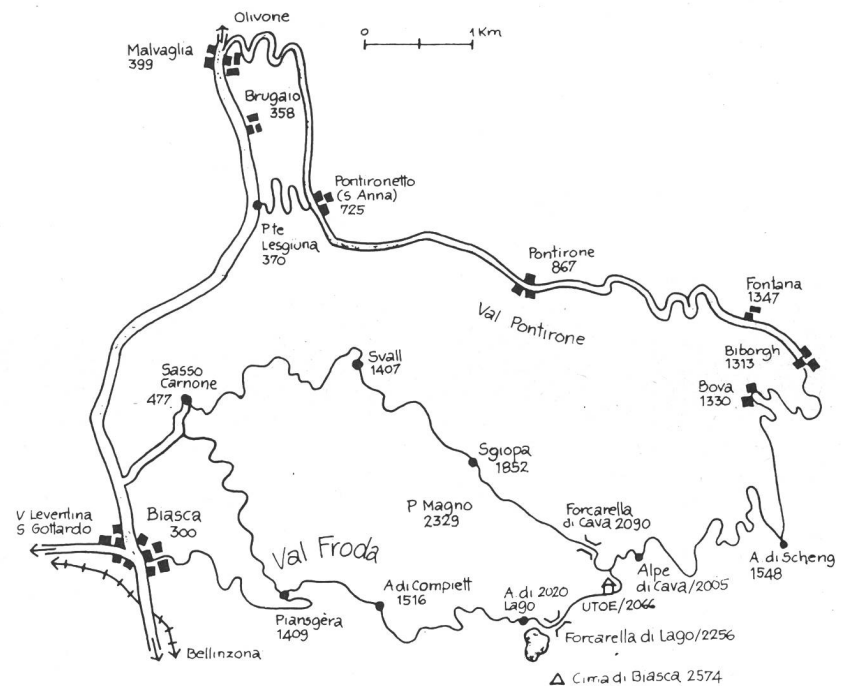 Olivone
0
1 Km
Malvaglia
399
Brugaio
358
Pontironetto
(S Anna)
725
P te
Lesgiuna
370
Pontirone
867
Val Pontirone
Fontana
1347
Biborgh
1313
Bova
1330
Svall
1407
Sasso
Carnone
477
Sgiopa
1852
P Magno
2329
Forcarella
di Cava 2090
V Leventina
S Gottardo
Biasca
300
Val Froda
A di Compiett
1516
A. di 2020
Lago
UTOE/2066
Alpe
di Cava/2005
A. di Scheng
1548
Piansgèra
1409
Forcarella di Lago/2256
Bellinzona
Cima di Biasca 2574